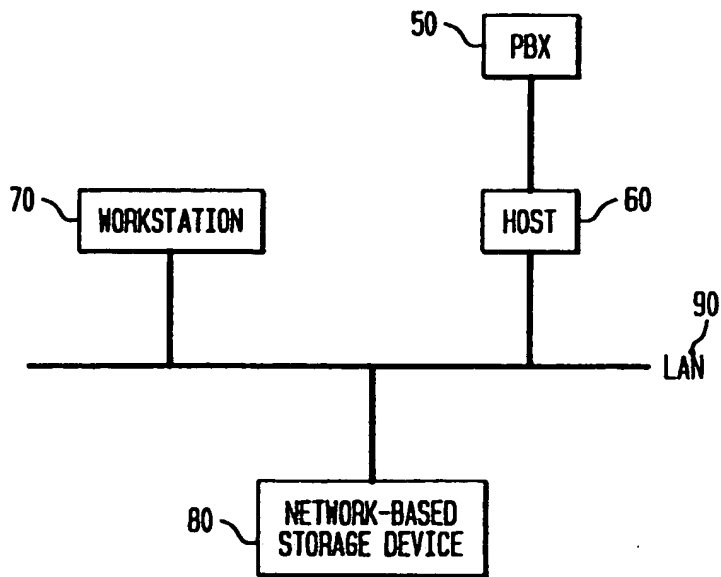 50
PBX
70
WORKSTATION
HOST
60
90
LAN
80
NETWORK-BASED
STORAGE DEVICE